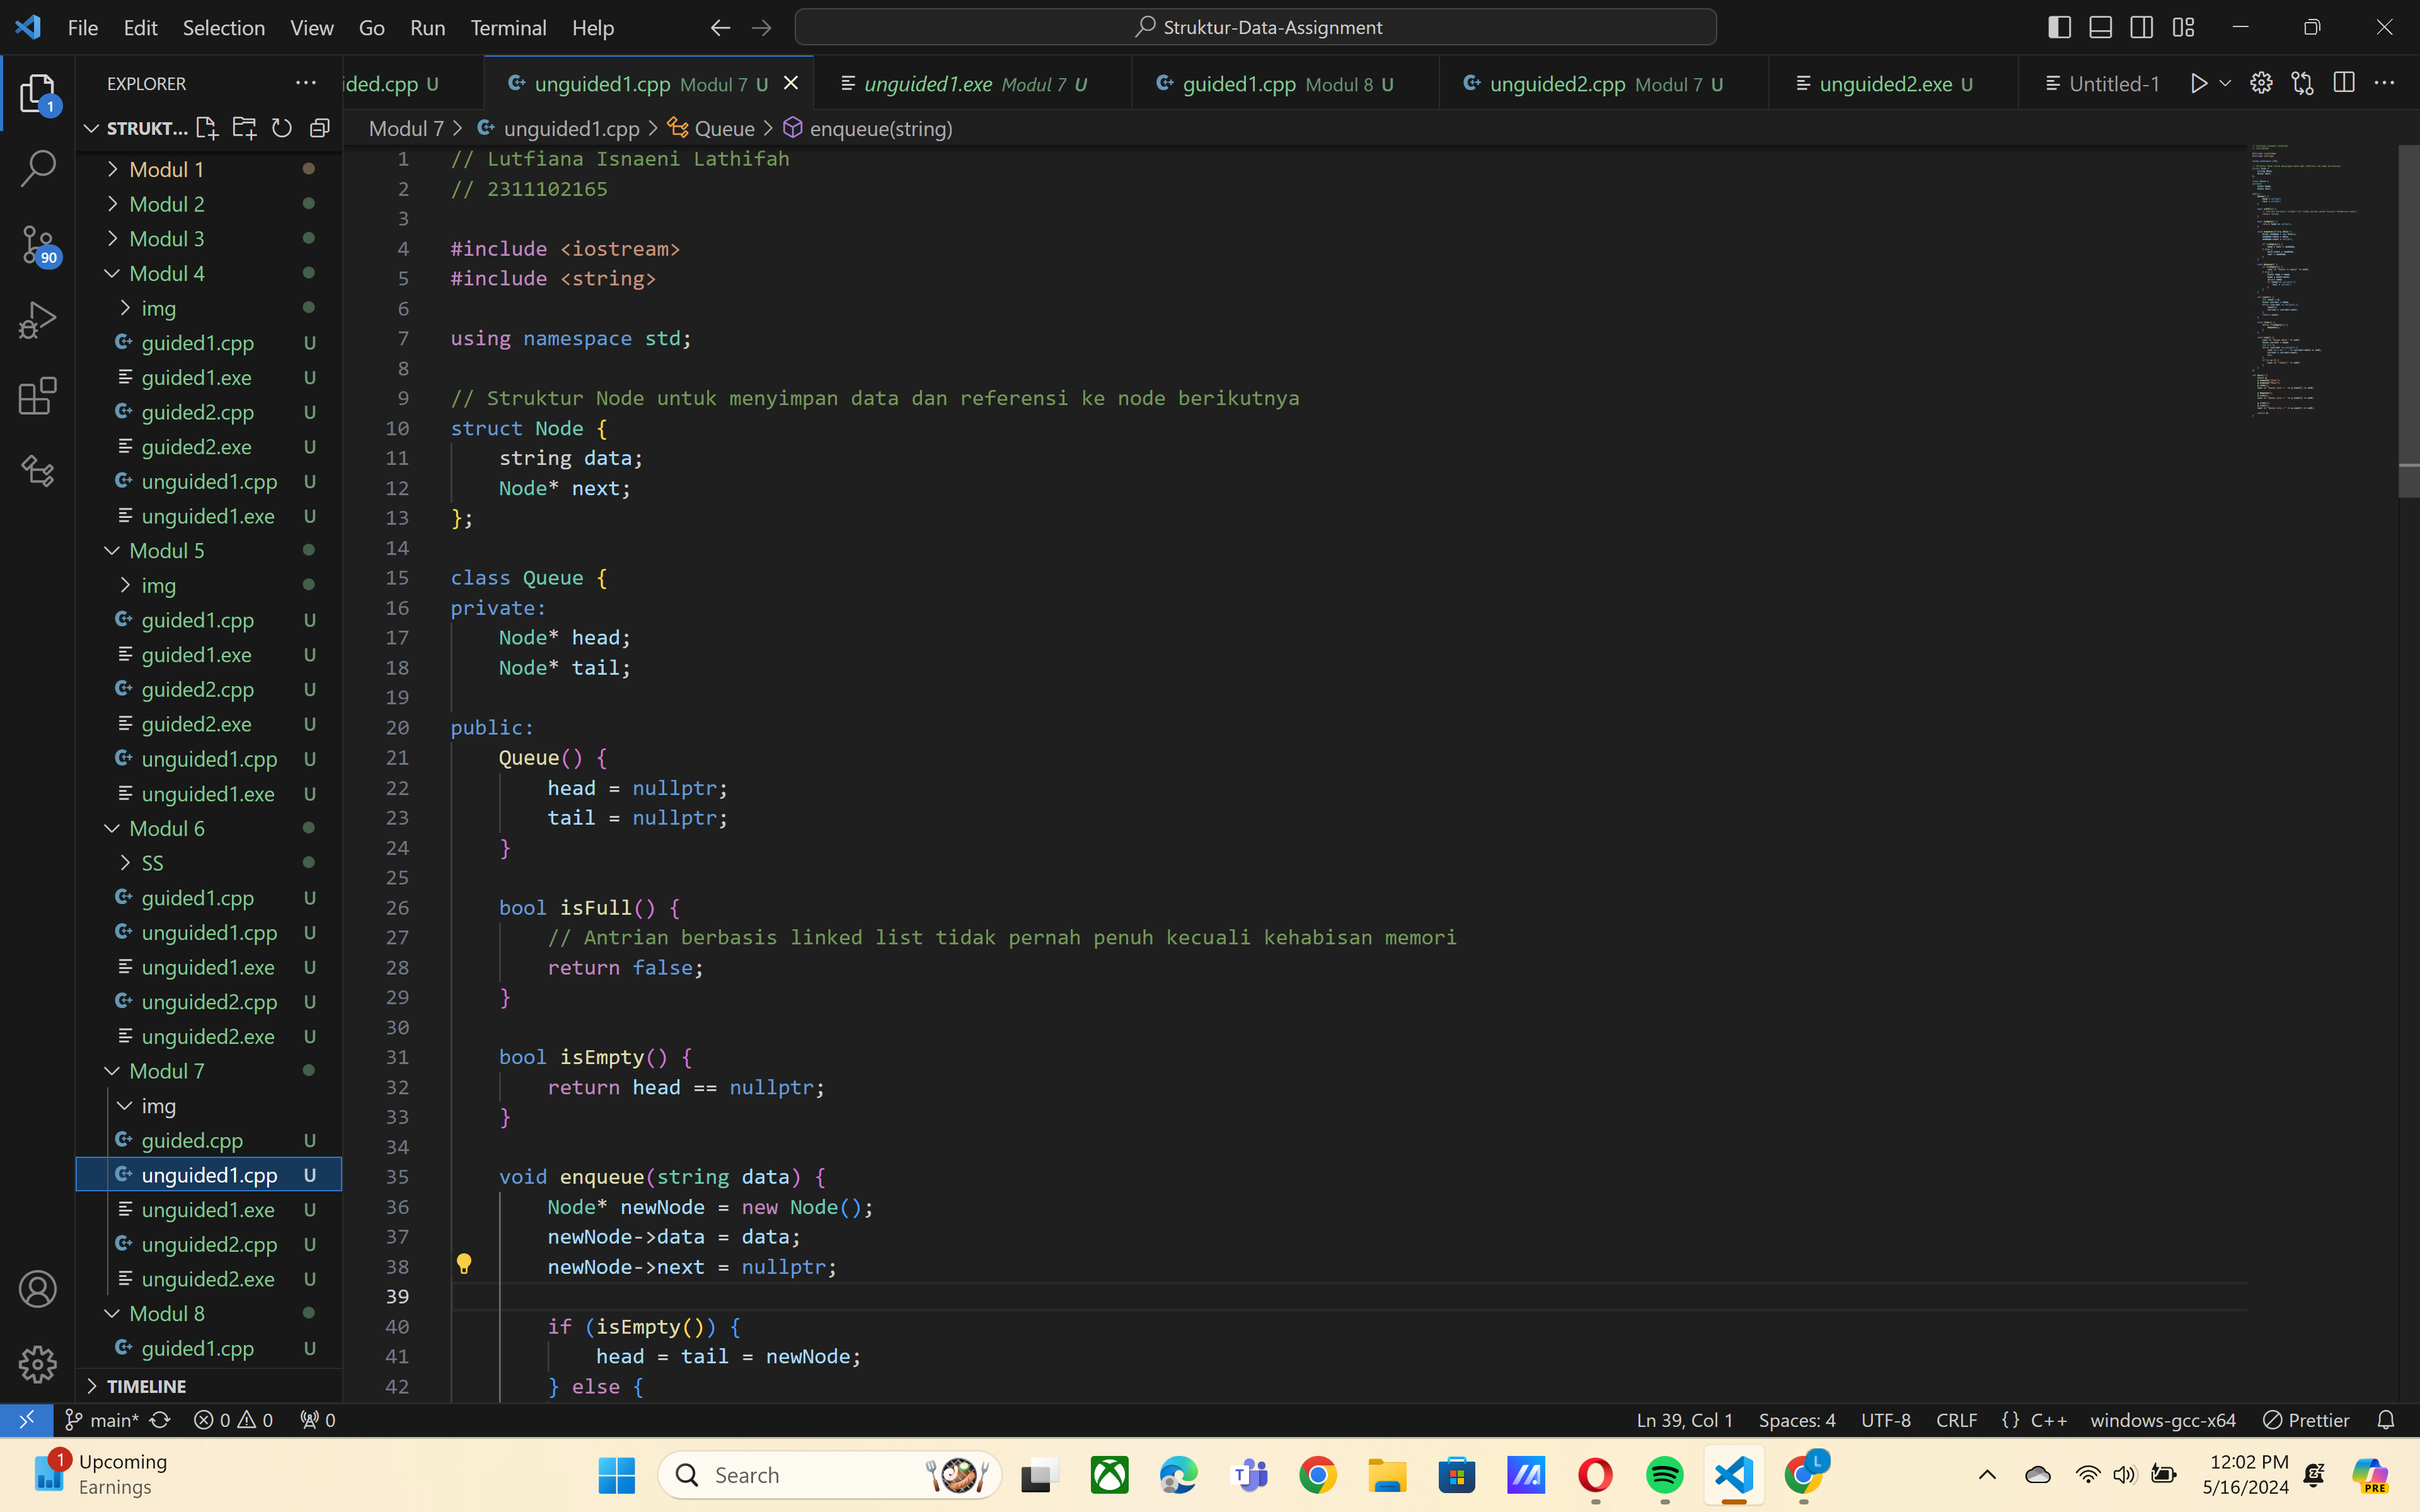 File Edit Selection View Go Run Terminal Help
Struktur-Data-Assignment
EXPLORER
ided.cpp U
unguided1.cpp Modul 7 U
unguided1.exe Modul 7 U
guided1.cpp Modul 8 U
unguided2.cpp Modul 7 U
unguided2.exe U
Untitled-1
STRUKT...
Modul 7 > unguided1.cpp > Queue > enqueue(string)
1
90
Modul 1
Modul 2
Modul 3
Modul 4
img
guided1.cpp U
guided1.exe U
guided2.cpp U
guided2.exe U
unguided1.cpp U
unguided1.exe U
Modul 5
img
guided1.cpp U
guided1.exe U
guided2.cpp U
guided2.exe U
unguided1.cpp U
unguided1.exe U
Modul 6
SS
guided1.cpp U
unguided1.cpp U
unguided1.exe U
unguided2.cpp U
unguided2.exe U
Modul 7
img
guided.cpp U
unguided1.cpp U
unguided1.exe U
unguided2.cpp U
unguided2.exe U
Modul 8
guided1.cpp U
TIMELINE
1 // Lutfiana Isnaeni Lathifah
2 // 2311102165
3
4 #include <iostream>
5 #include <string>
6
7 using namespace std;
8
9 // Struktur Node untuk menyimpan data dan referensi ke node berikutnya
10 struct Node {
11 string data;
12 Node* next;
13 };
14
15 class Queue {
16 private:
17 Node* head;
18 Node* tail;
19
20 public:
21 Queue() {
22 head = nullptr;
23 tail = nullptr;
24 }
25
26 bool isFull() {
27 // Antrian berbasis linked list tidak pernah penuh kecuali kehabisan memori
28 return false;
29 }
30
31 bool isEmpty() {
32 return head == nullptr;
33 }
34
35 void enqueue(string data) {
36 Node* newNode = new Node();
37 newNode->data = data;
38 newNode->next = nullptr;
39
40 if (isEmpty()) {
41 head = tail = newNode;
42 } else {
main* 0 0 0
Ln 39, Col 1 Spaces: 4 UTF-8 CRLF {} C++ windows-gcc-x64 Prettier
1
Upcoming
Earnings
Search
T
L
12:02 PM
5/16/2024
PRE